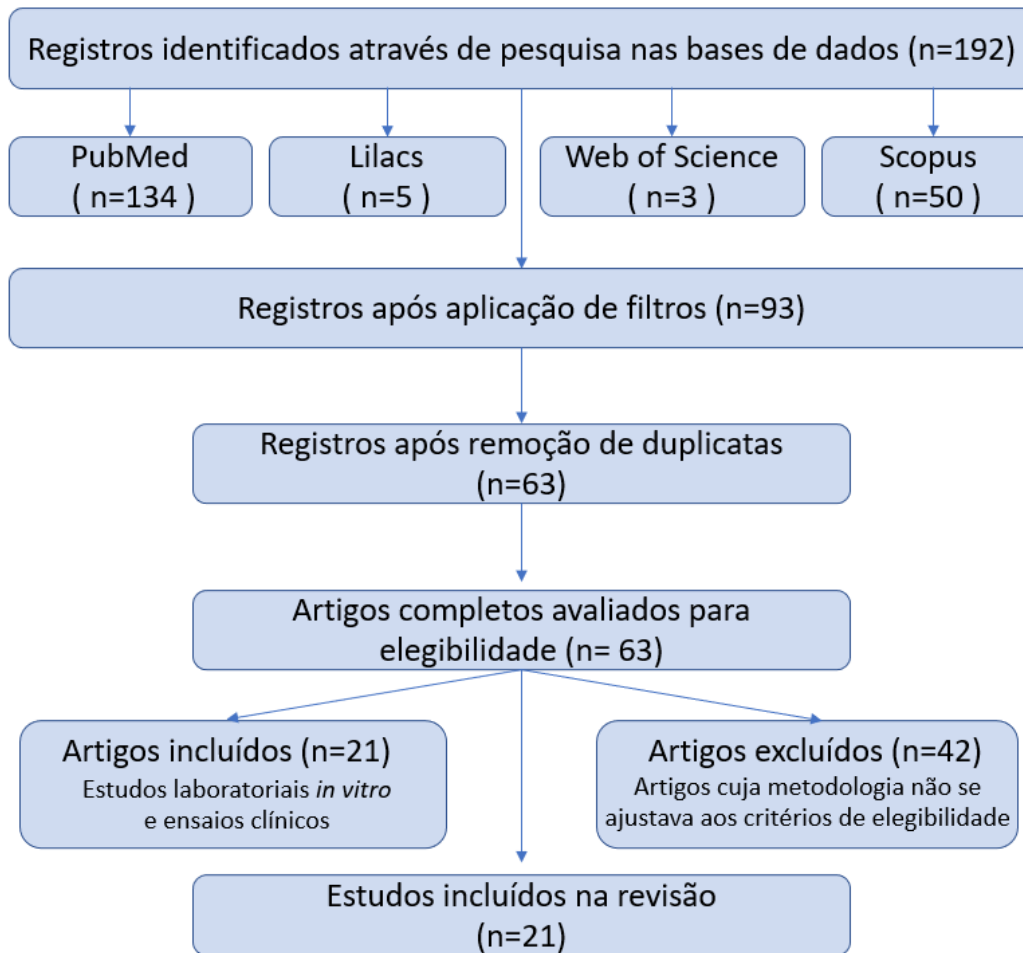 Registros identificados através de pesquisa nas bases de dados (n=192)
PubMed
( n=134 )
Lilacs
( n=5 )
Web of Science
( n=3 )
Scopus
( n=50 )
Registros após aplicação de filtros (n=93)
Registros após remoção de duplicatas
(n=63)
Artigos completos avaliados para
elegibilidade (n= 63)
Artigos incluídos (n=21)
Estudos laboratoriais in vitro
e ensaios clínicos
Artigos excluídos (n=42)
Artigos cuja metodologia não se
ajustava aos critérios de elegibilidade
Estudos incluídos na revisão
(n=21)